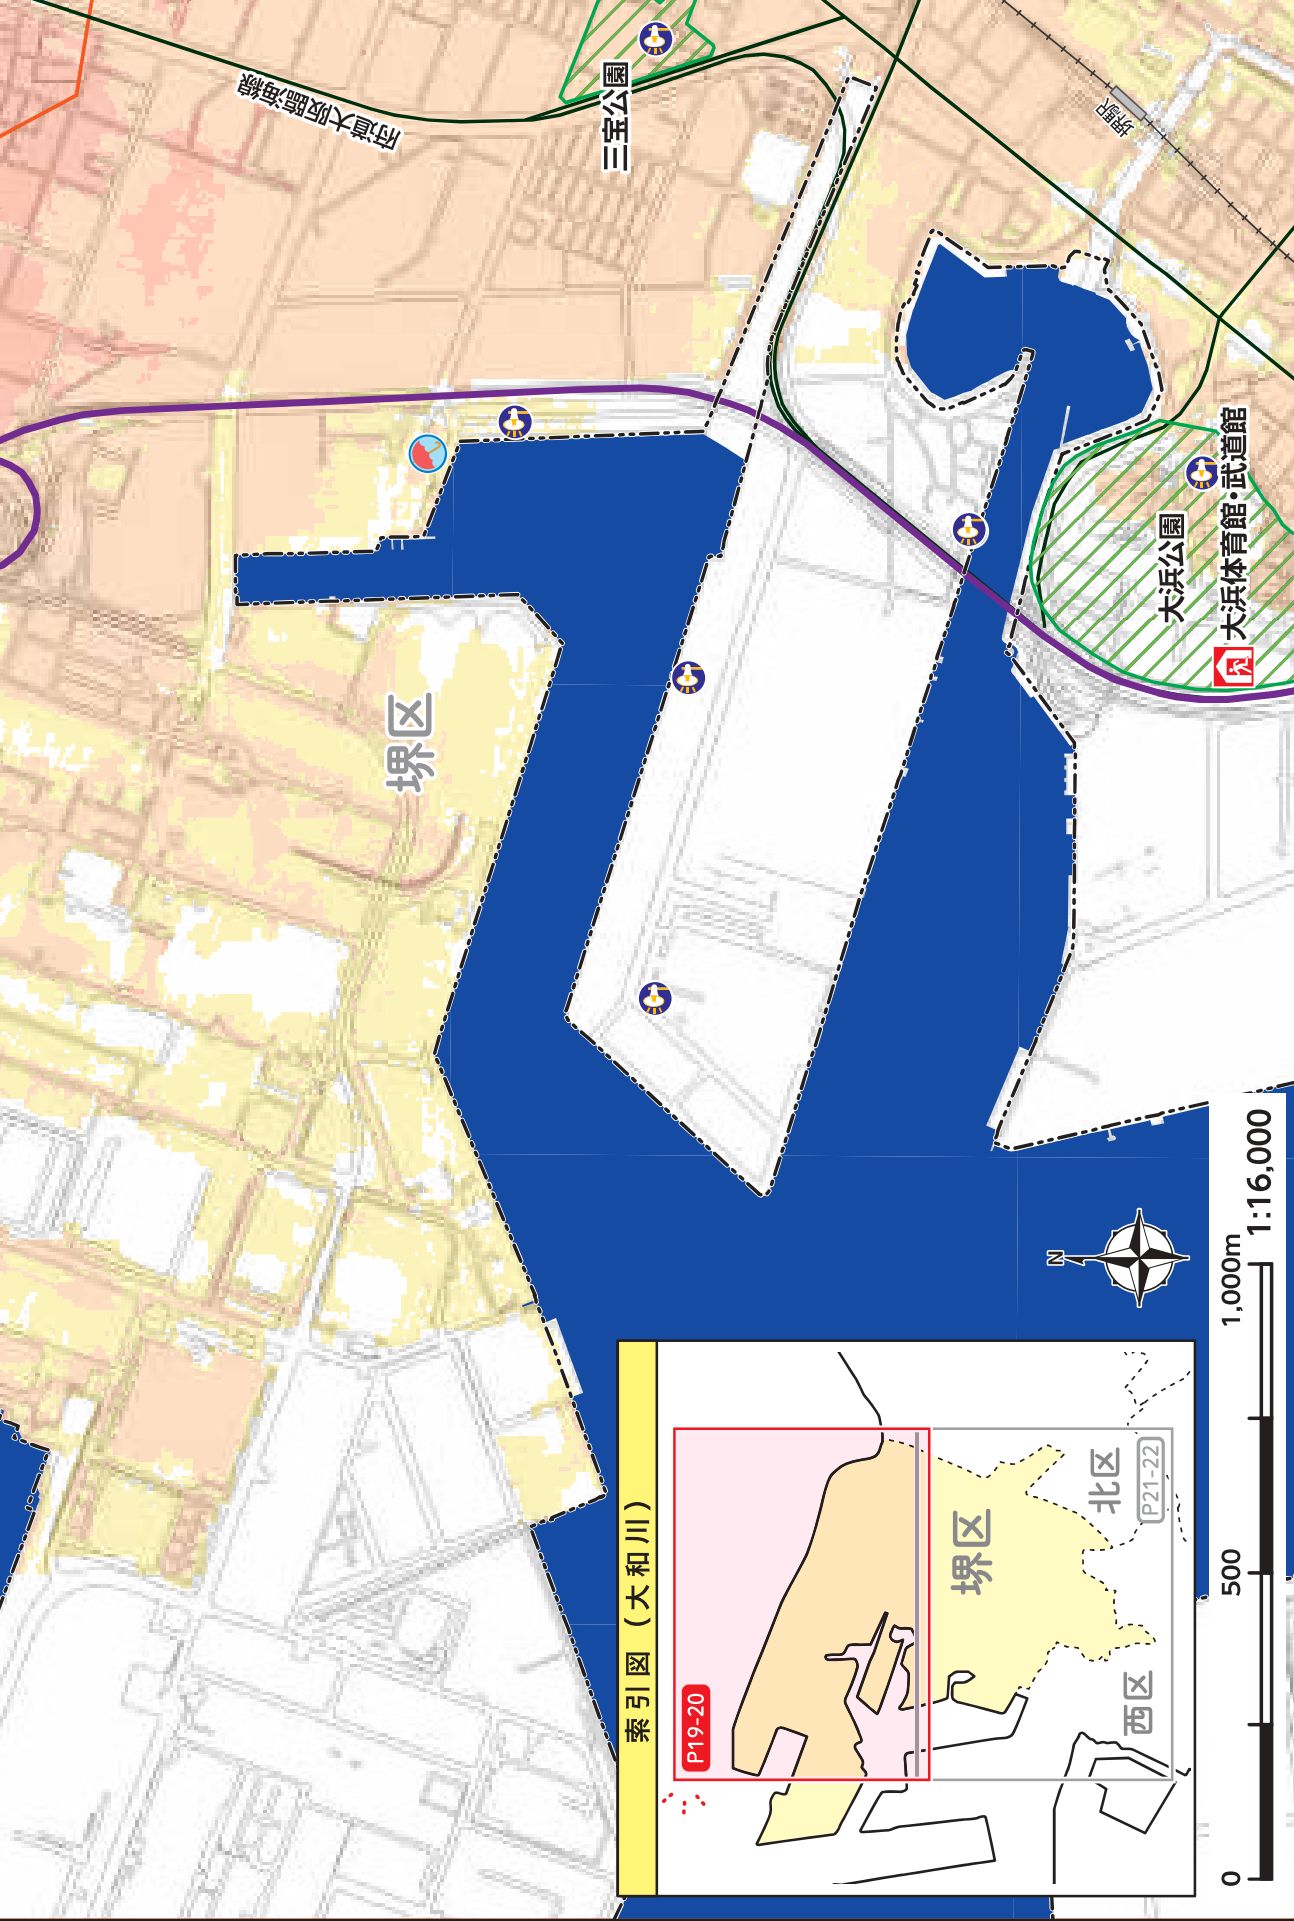 府道大阪臨海線
三宝公園
堺駅
堺区
大浜公園
大浜体育館・武道館
N
索引図（大和川）
P19-20
堺区
北区
P21-22
西区
0
500
1,000m
1:16,000